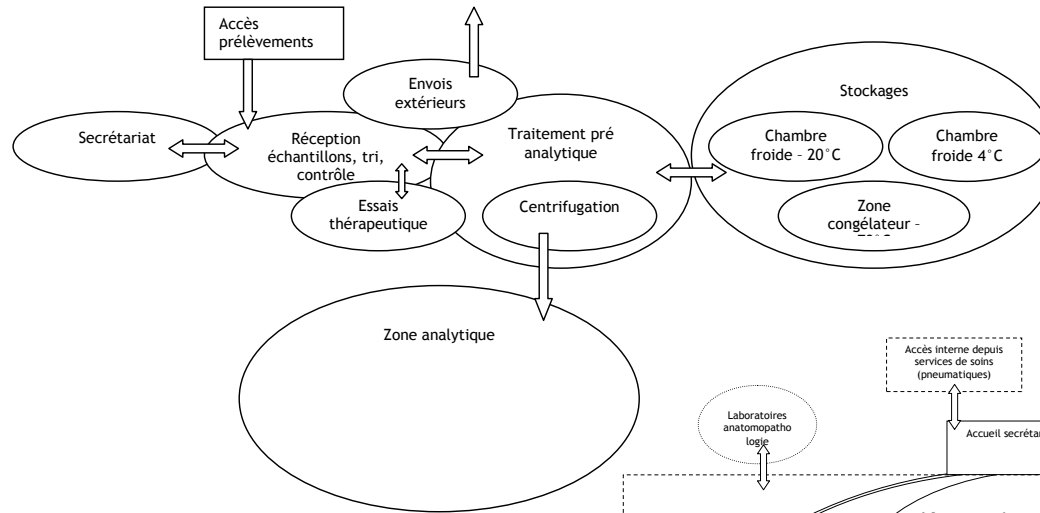 Accès
prélèvements
Envois
extérieurs
Stockages
Secrétariat
Réception
échantillons, tri,
contrôle
Traitement pré
analytique
Chambre
froide - 20°C
Chambre
froide 4°C
Essais
thérapeutique
Centrifugation
Zone
congélateur -
Zone analytique
Accès interne depuis
services de soins
(pneumatiques)
Laboratoires
anatomopatho
logie
Accueil secrétar